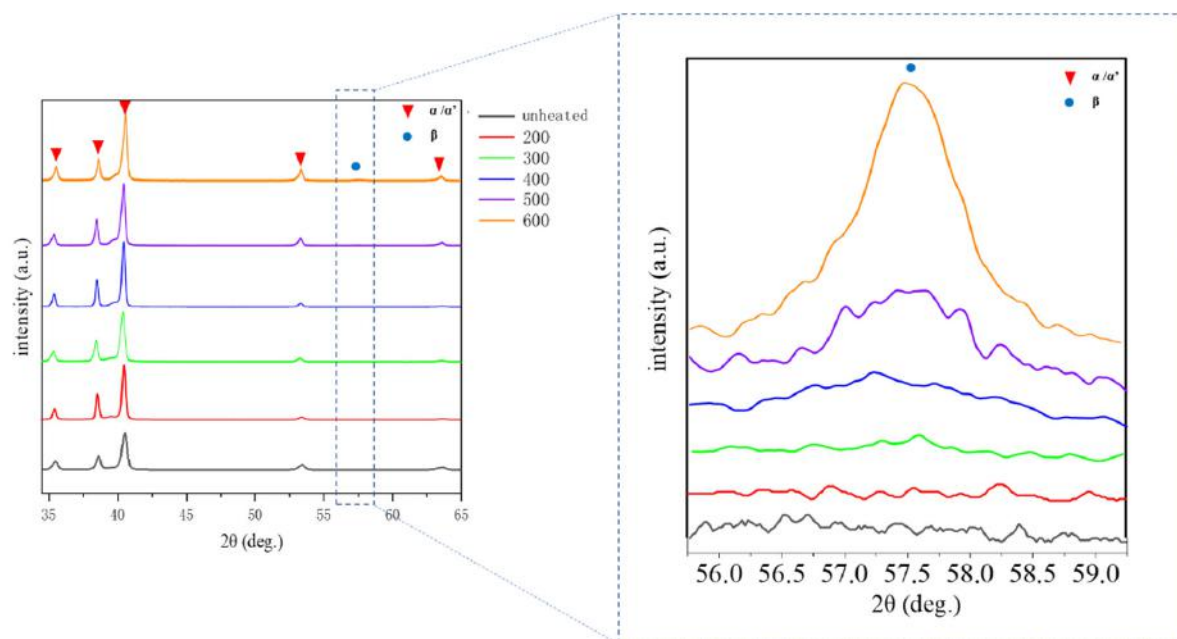 α /α'
β
unheated
200
300
400
500
600
intensity (a.u.)
35 40 45 50 55 60 65
2θ (deg.)
α /α'
β
intensity (a.u.)
56.0 56.5 57.0 57.5 58.0 58.5 59.0
2θ (deg.)